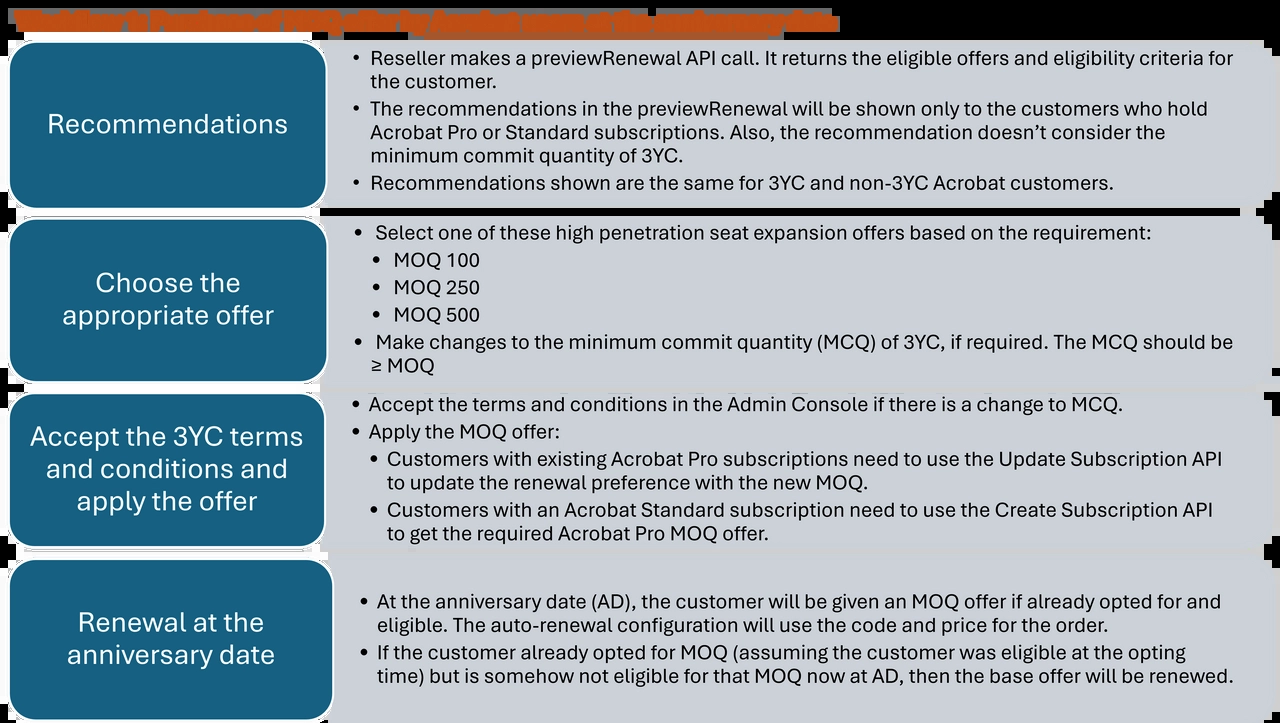 Recommendations
• Reseller makes a previewRenewal API call. It returns the eligible offers and eligibility criteria for
the customer.
• The recommendations in the previewRenewal will be shown only to the customers who hold
Acrobat Pro or Standard subscriptions. Also, the recommendation doesn’t consider the
minimum commit quantity of 3YC.
• Recommendations shown are the same for 3YC and non-3YC Acrobat customers.
Choose the
appropriate offer
• Select one of these high penetration seat expansion offers based on the requirement:
• MOQ 100
• MOQ 250
• MOQ 500
• Make changes to the minimum commit quantity (MCQ) of 3YC, if required. The MCQ should be
≥ MOQ
Accept the 3YC terms
and conditions and
apply the offer
• Accept the terms and conditions in the Admin Console if there is a change to MCQ.
• Apply the MOQ offer:
• Customers with existing Acrobat Pro subscriptions need to use the Update Subscription API
to update the renewal preference with the new MOQ.
• Customers with an Acrobat Standard subscription need to use the Create Subscription API
to get the required Acrobat Pro MOQ offer.
Renewal at the
anniversary date
• At the anniversary date (AD), the customer will be given an MOQ offer if already opted for and
eligible. The auto-renewal configuration will use the code and price for the order.
• If the customer already opted for MOQ (assuming the customer was eligible at the opting
time) but is somehow not eligible for that MOQ now at AD, then the base offer will be renewed.